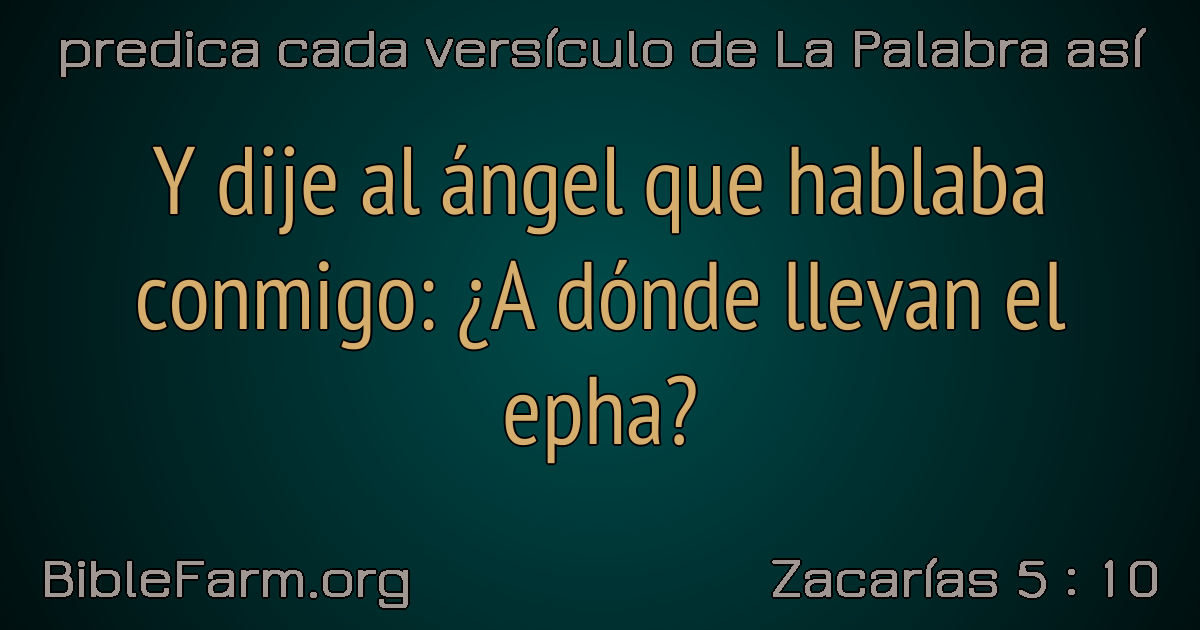 predica cada versículo de La Palabra así
Y dije al ángel que hablaba
conmigo: ¿A dónde llevan el
epha?
BibleFarm.org
Zacarías 5 : 10